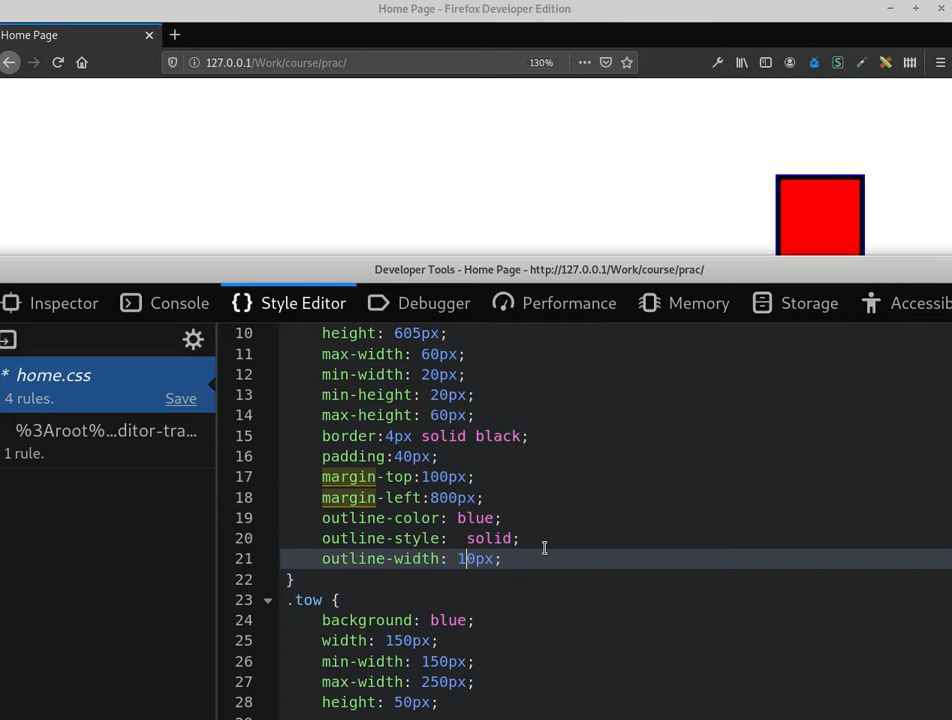 Home Page - Firefox Developer Edition
Home Page
127.0.0.1/Work/course/prac/ 130%
Developer Tools - Home Page - http://127.0.0.1/Work/course/prac/
Inspector Console Style Editor Debugger Performance Memory Storage Accessib
* home.css
4 rules. Save
%3Aroot%...ditor-tra...
1 rule.
10 height: 605px;
11 max-width: 60px;
12 min-width: 20px;
13 min-height: 20px;
14 max-height: 60px;
15 border:4px solid black;
16 padding:40px;
17 margin-top:100px;
18 margin-left:800px;
19 outline-color: blue;
20 outline-style:  solid;
21 outline-width: 10px;
22 }
23 .tow {
24 background: blue;
25 width: 150px;
26 min-width: 150px;
27 max-width: 250px;
28 height: 50px;